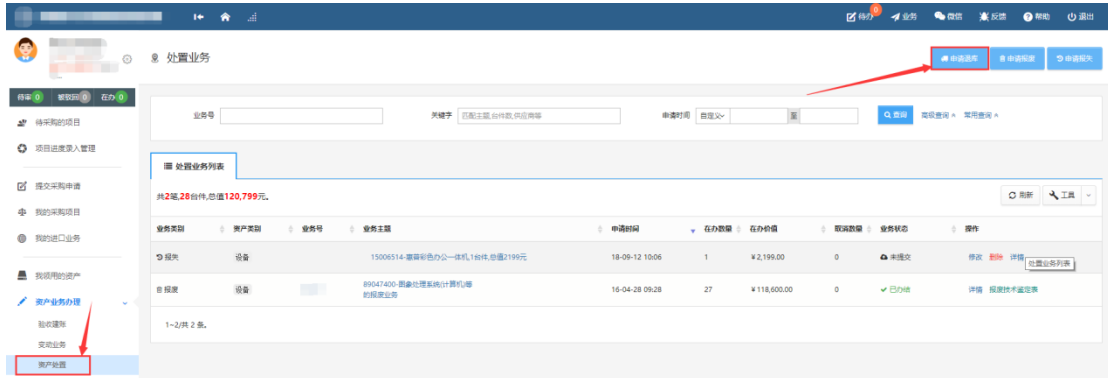 待办 0 业务 微信 反馈 帮助 退出
处置业务
申请退库 申请报废 申请报失
待审 0 被驳回 0 在办 0
待采购的项目
项目进度录入管理
提交采购申请
我的采购项目
我的进口业务
我领用的资产
资产业务办理
验收建账
变动业务
资产处置
业务号 关键字 匹配主题,台件数,供应商等 申请时间 自定义 至 查询 高级查询 常用查询
处置业务列表
共2笔,28台件,总值120,799元。 刷新 工具
业务类别 资产类别 业务号 业务主题 申请时间 在办数量 在办价值 取消数量 业务状态 操作
报失 设备 15006514-惠普彩色办公一体机,1台件,总值2199元 18-09-12 10:06 1 ¥2,199.00 0 未提交 修改 删除 详情
处置业务列表
报废 设备 89047400-图象处理系统(计算机)等
的报废业务 16-04-28 09:28 27 ¥118,600.00 0 已办结 详情 报废技术鉴定表
1~2/共 2 条。